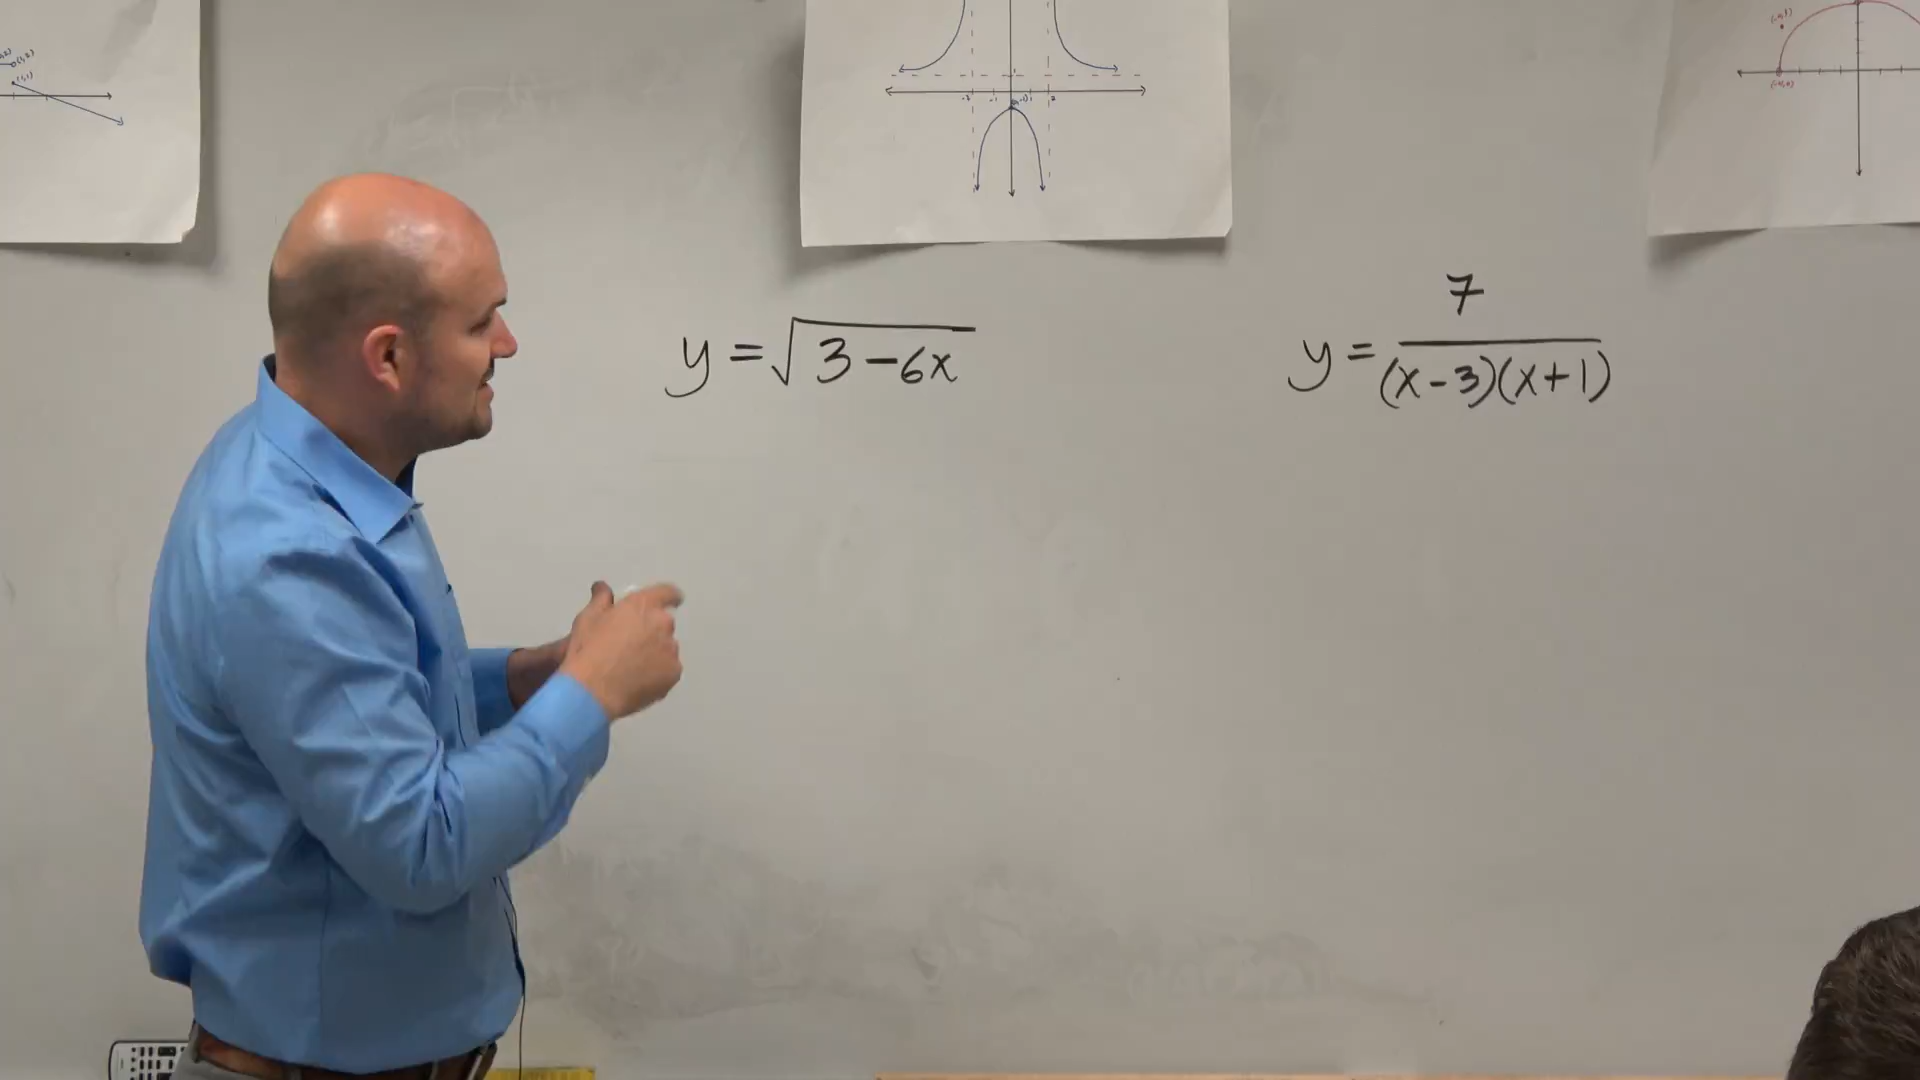 y = √(3 - 6x)
y = 7/((x - 3)(x + 1))